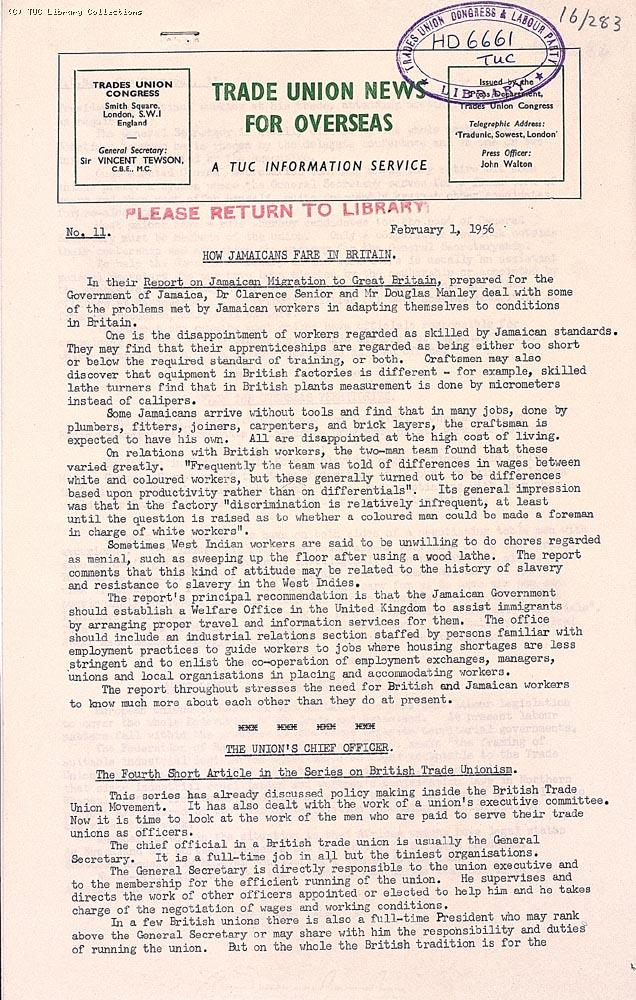 (C) TUC Library Collections
16/283
TRADES UNION CONGRESS & LABOUR PARTY
HD 6661
TUC
★ LIBRARY ★
TRADES UNION
CONGRESS
Smith Square,
London, S.W.I
England
General Secretary:
Sir VINCENT TEWSON,
C.B.E., M.C.
TRADE UNION NEWS
FOR OVERSEAS
A TUC INFORMATION SERVICE
Issued by the
Press Department,
Trades Union Congress
Telegraphic Address:
'Tradunic, Sowest, London'
Press Officer:
John Walton
PLEASE RETURN TO LIBRARY
No. 11.
February 1, 1956
HOW JAMAICANS FARE IN BRITAIN.
In their Report on Jamaican Migration to Great Britain, prepared for the
Government of Jamaica, Dr Clarence Senior and Mr Douglas Manley deal with some
of the problems met by Jamaican workers in adapting themselves to conditions
in Britain.
One is the disappointment of workers regarded as skilled by Jamaican standards.
They may find that their apprenticeships are regarded as being either too short
or below the required standard of training, or both. Craftsmen may also
discover that equipment in British factories is different - for example, skilled
lathe turners find that in British plants measurement is done by micrometers
instead of calipers.
Some Jamaicans arrive without tools and find that in many jobs, done by
plumbers, fitters, joiners, carpenters, and brick layers, the craftsman is
expected to have his own. All are disappointed at the high cost of living.
On relations with British workers, the two-man team found that these
varied greatly. "Frequently the team was told of differences in wages between
white and coloured workers, but these generally turned out to be differences
based upon productivity rather than on differentials". Its general impression
was that in the factory "discrimination is relatively infrequent, at least
until the question is raised as to whether a coloured man could be made a foreman
in charge of white workers".
Sometimes West Indian workers are said to be unwilling to do chores regarded
as menial, such as sweeping up the floor after using a wood lathe. The report
comments that this kind of attitude may be related to the history of slavery
and resistance to slavery in the West Indies.
The report's principal recommendation is that the Jamaican Government
should establish a Welfare Office in the United Kingdom to assist immigrants
by arranging proper travel and information services for them. The office
should include an industrial relations section staffed by persons familiar with
employment practices to guide workers to jobs where housing shortages are less
stringent and to enlist the co-operation of employment exchanges, managers,
unions and local organisations in placing and accommodating workers.
The report throughout stresses the need for British and Jamaican workers
to know much more about each other than they do at present.
THE UNION'S CHIEF OFFICER.
The Fourth Short Article in the Series on British Trade Unionism.
This series has already discussed policy making inside the British Trade
Union Movement. It has also dealt with the work of a union's executive committee.
Now it is time to look at the work of the men who are paid to serve their trade
unions as officers.
The chief official in a British trade union is usually the General
Secretary. It is a full-time job in all but the tiniest organisations.
The General Secretary is directly responsible to the union executive and
to the membership for the efficient running of the union. He supervises and
directs the work of other officers appointed or elected to help him and he takes
charge of the negotiation of wages and working conditions.
In a few British unions there is also a full-time President who may rank
above the General Secretary or may share with him the responsibility and duties
of running the union. But on the whole the British tradition is for the